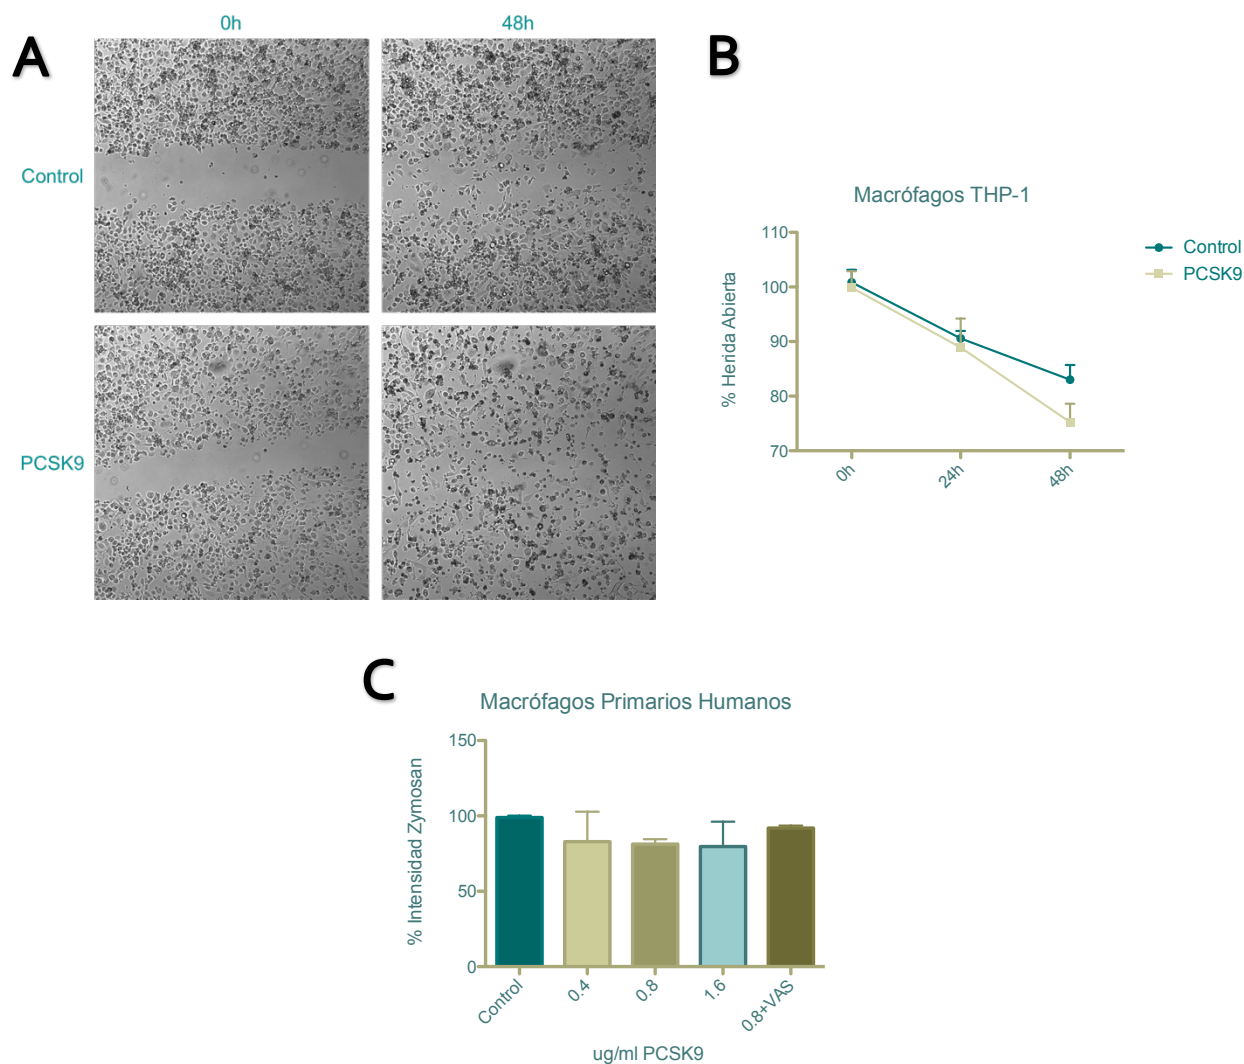 0h
48h
A
Control
PCSK9
B
Macrófagos THP-1
% Herida Abierta
110
100
90
80
70
0h
24h
48h
Control
PCSK9
C
Macrófagos Primarios Humanos
% Intensidad Zymosan
150
100
50
0
Control
0.4
0.8
1.6
0.8+VAS
ug/ml PCSK9